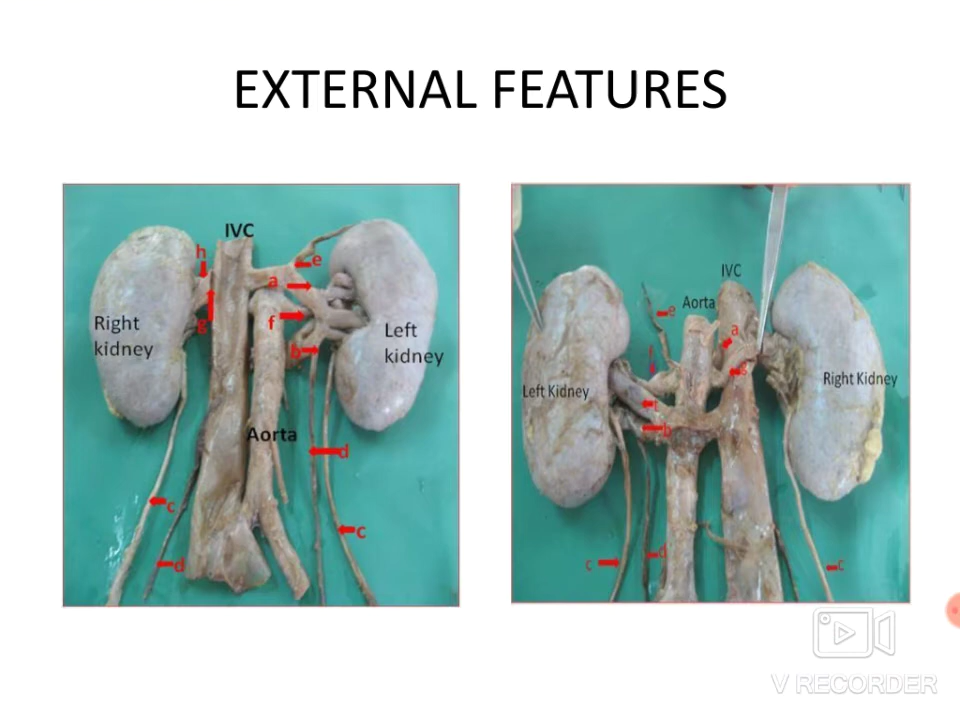 EXTERNAL FEATURES
IVC
h
e
a
g
f
Right
kidney
Left
kidney
b
Aorta
d
c
c
d
IVC
Aorta
e
a
f
g
Left Kidney
Right Kidney
b
c
d
c
V RECORDER